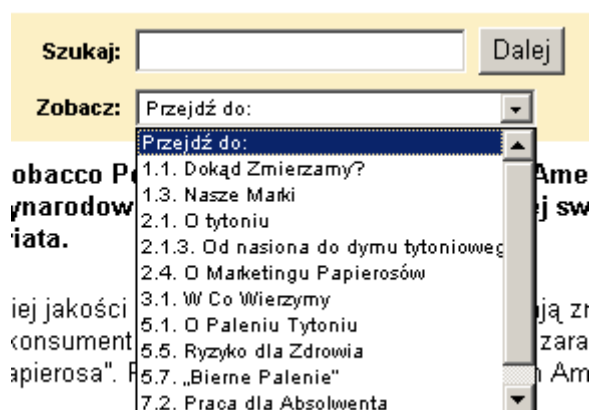 Szukaj: Dalej
Zobacz: Przejdź do:
Przejdź do:
1.1. Dokąd Zmierzamy?
1.3. Nasze Marki
2.1. O tytoniu
2.1.3. Od nasiona do dymu tytonioweg
2.4. O Marketingu Papierosów
3.1. W Co Wierzymy
5.1. O Paleniu Tytoniu
5.5. Ryzyko dla Zdrowia
5.7. „Bierne Palenie"
7.2. Praca dla Absolwenta
obacco P Ame
ynarodow j sw
iata.
iej jakości ją zr
konsument zara
apierosa". Am